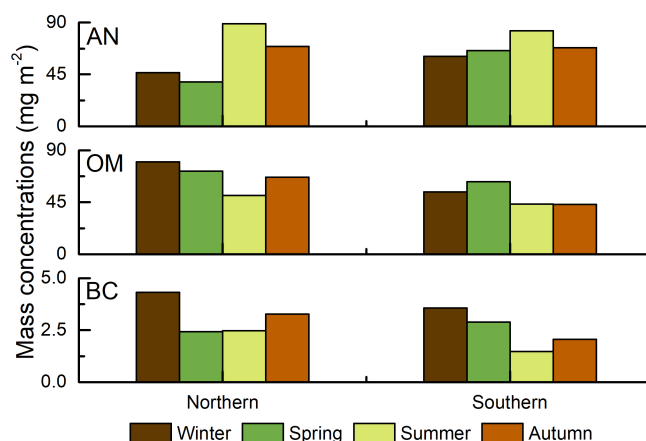 Mass concentrations (mg m⁻²)
90
AN
45
0
90
OM
45
0
5.0
BC
2.5
0.0
Northern Southern
Winter Spring Summer Autumn